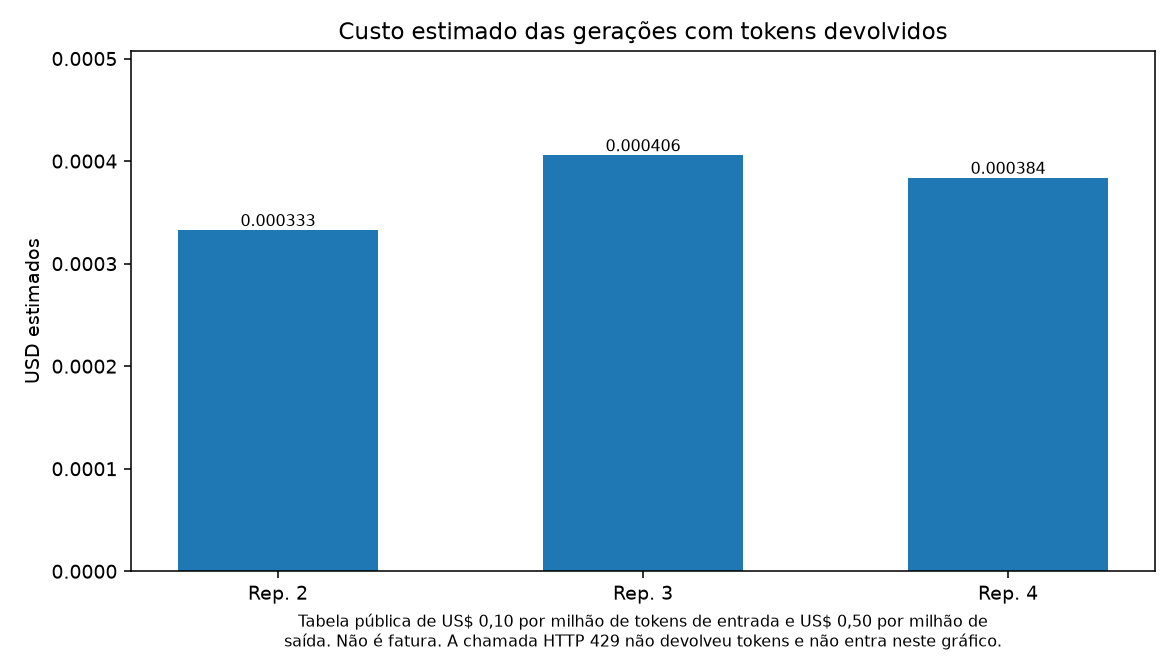 Custo estimado das gerações com tokens devolvidos
USD estimados
0.0005
0.0004
0.0003
0.0002
0.0001
0.0000
0.000333
0.000406
0.000384
Rep. 2
Rep. 3
Rep. 4
Tabela pública de US$ 0,10 por milhão de tokens de entrada e US$ 0,50 por milhão de
saída. Não é fatura. A chamada HTTP 429 não devolveu tokens e não entra neste gráfico.